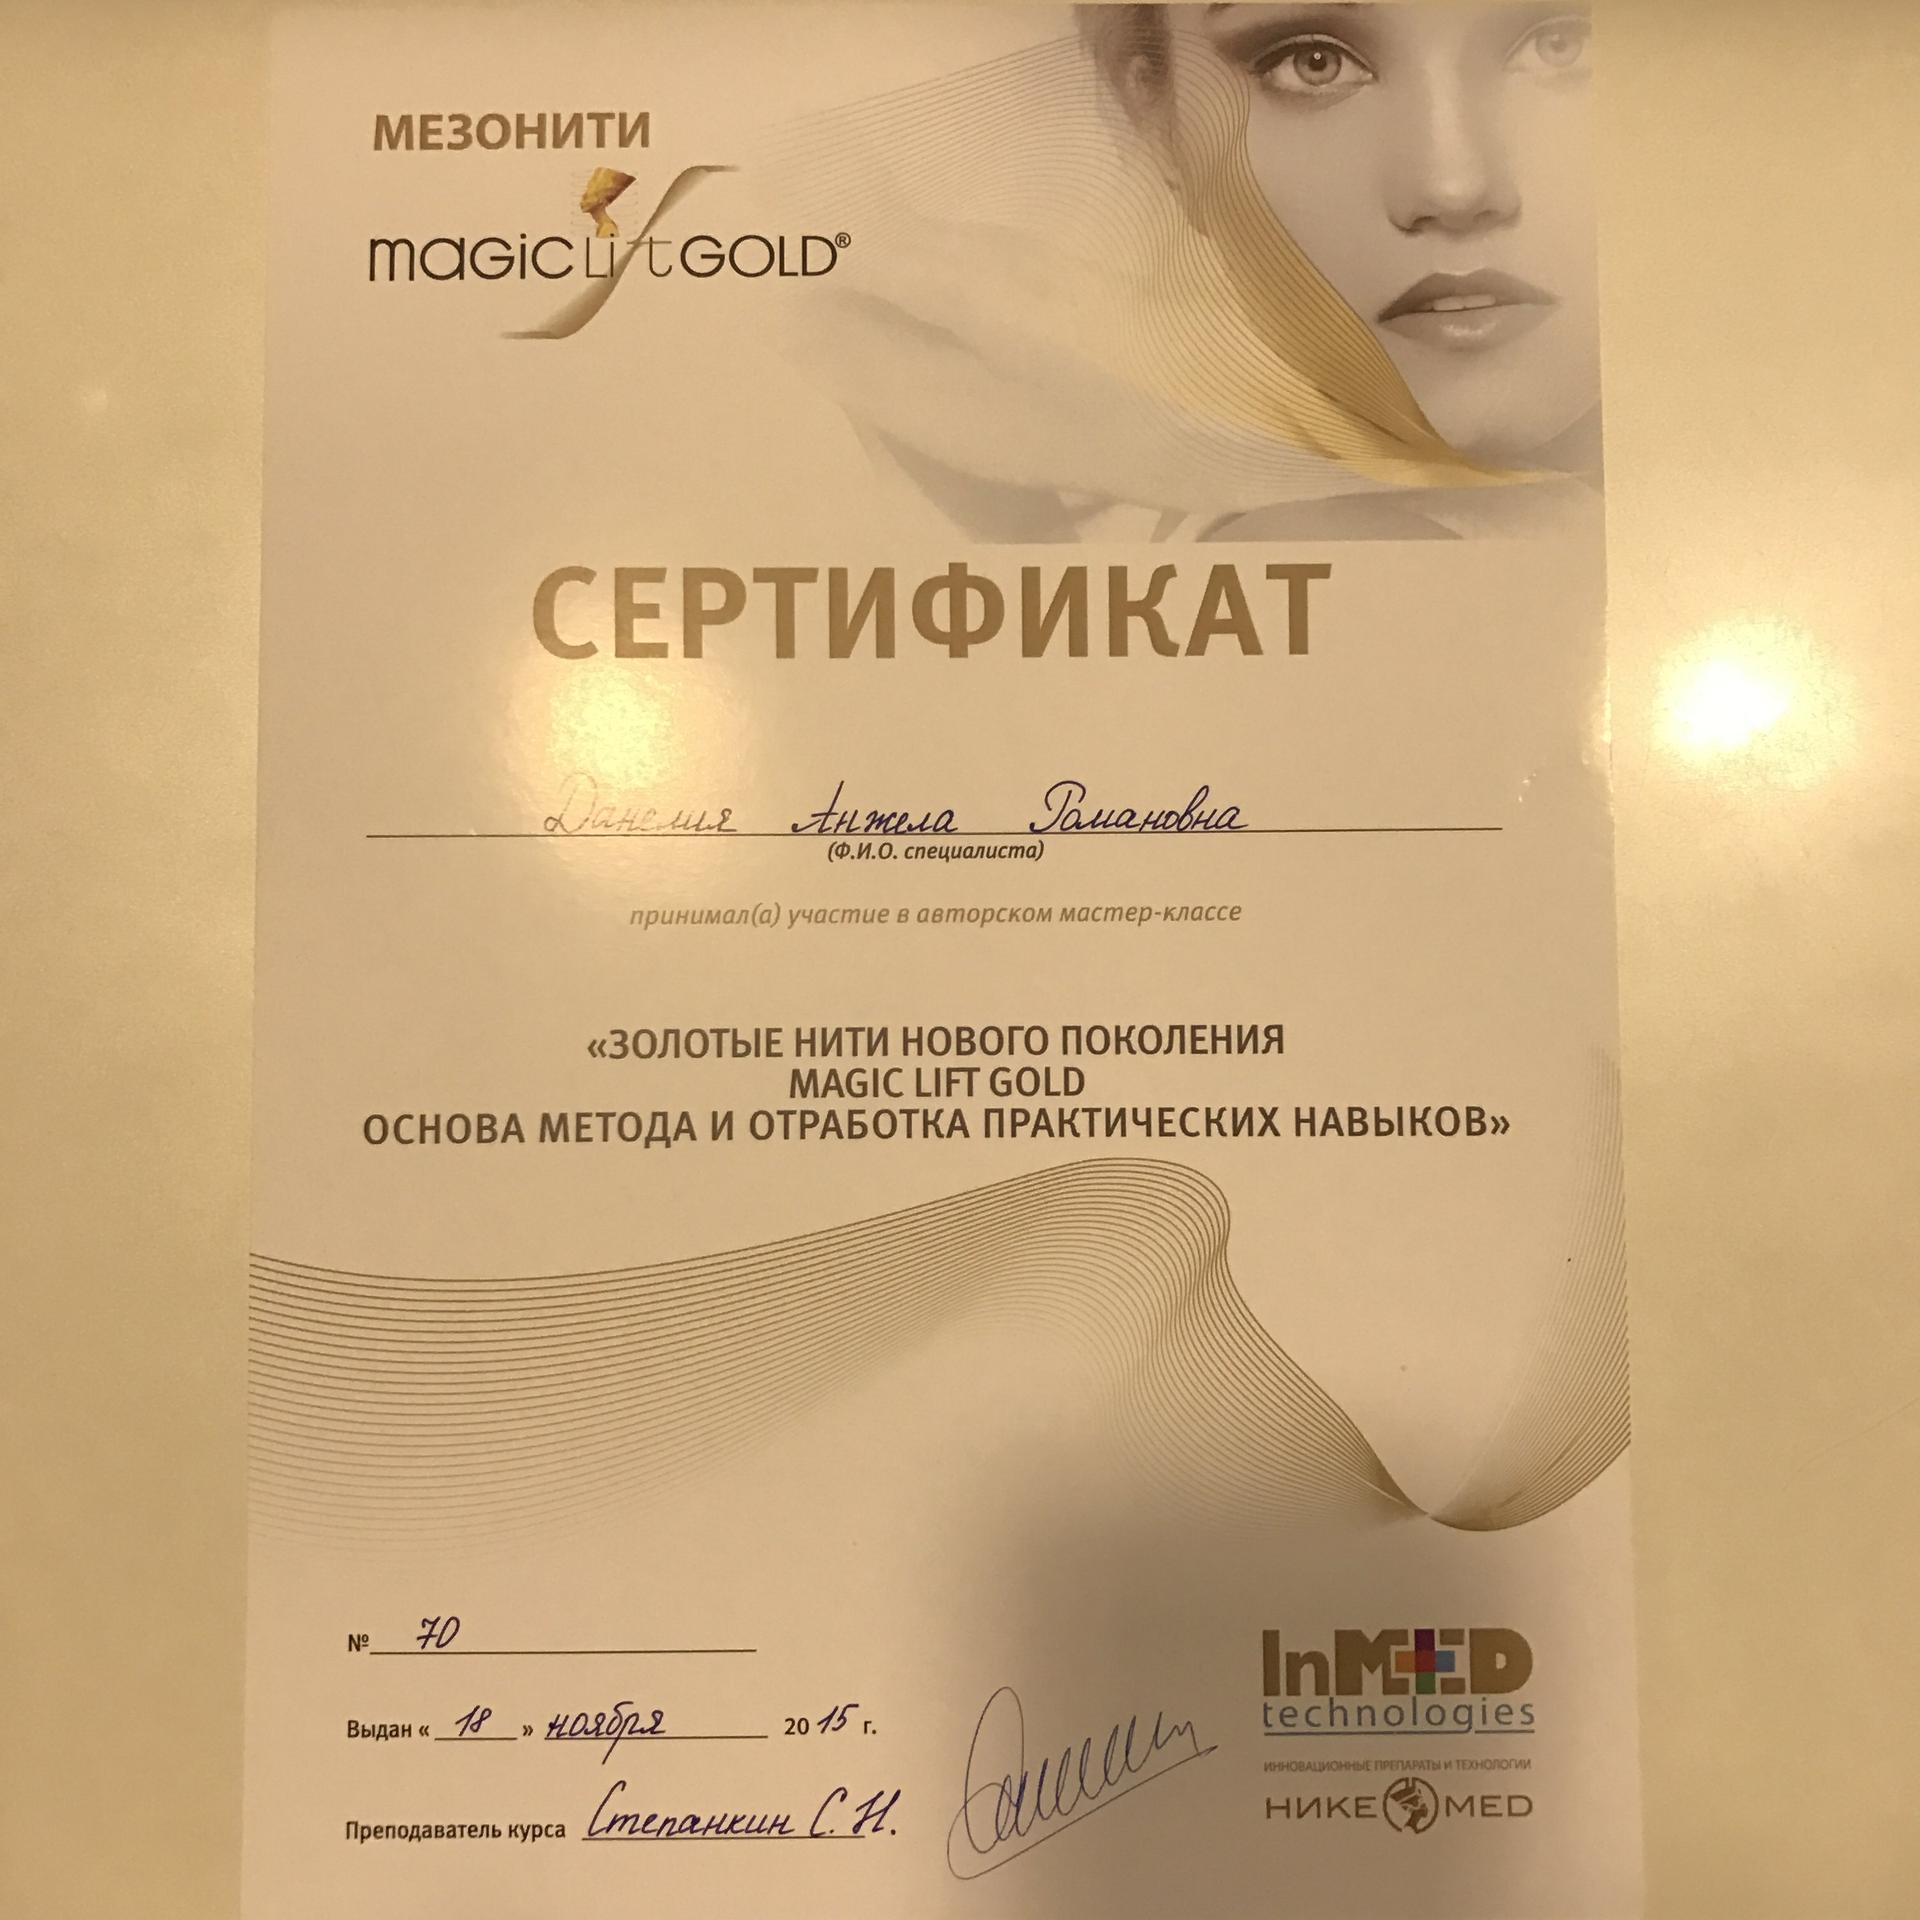 МЕЗОНИТИ
MAGIC Lift GOLD®
СЕРТИФИКАТ
Данелия Анжела Романовна
(Ф.И.О. специалиста)
принимал(а) участие в авторском мастер-классе
«ЗОЛОТЫЕ НИТИ НОВОГО ПОКОЛЕНИЯ
MAGIC LIFT GOLD
ОСНОВА МЕТОДА И ОТРАБОТКА ПРАКТИЧЕСКИХ НАВЫКОВ»
№ 70
Выдан « 18 » ноября 2015 г.
Преподаватель курса Степанкин С.Н.
InMED
technologies
ИННОВАЦИОННЫЕ ПРЕПАРАТЫ И ТЕХНОЛОГИИ
НИКЕ MED